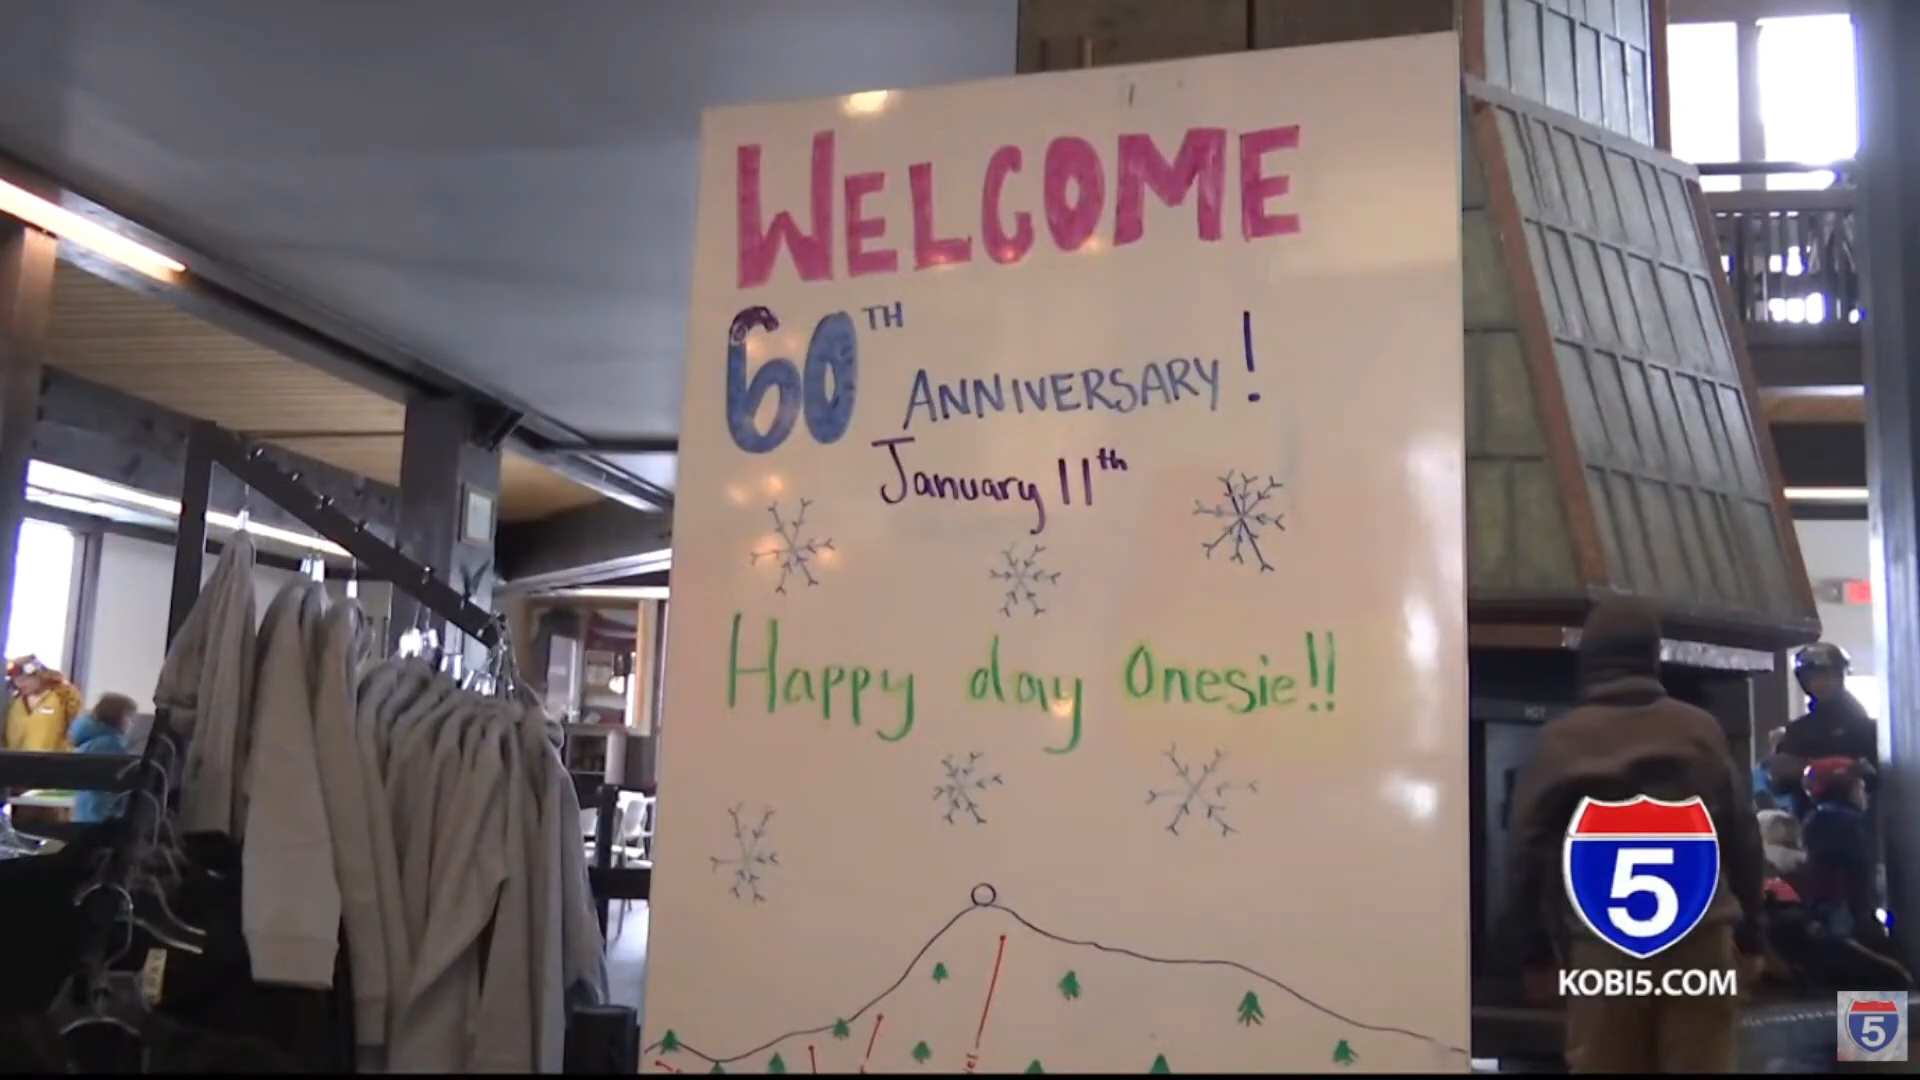 WELCOME
60TH ANNIVERSARY!
January 11th
Happy day Onesie!!
5
KOBI5.COM
5